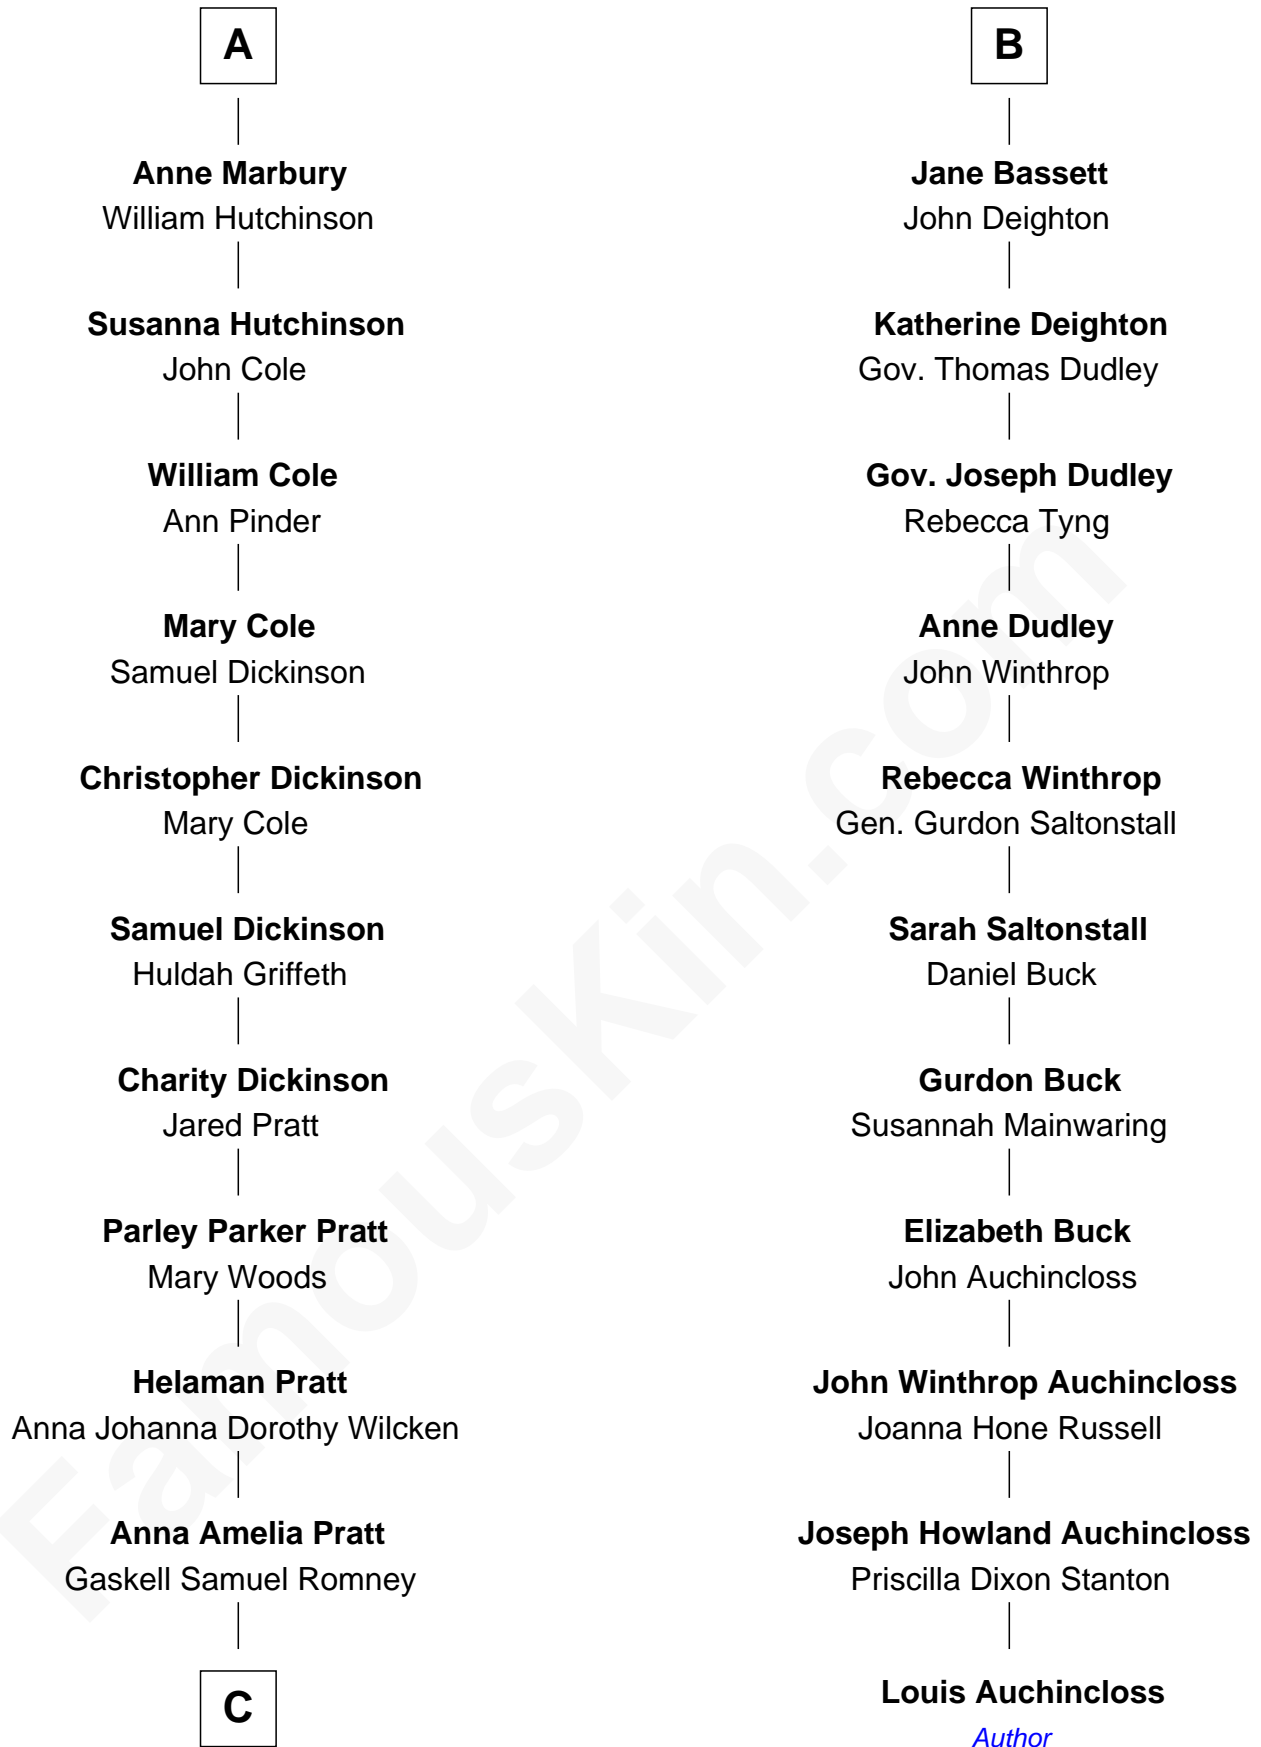 A
Anne Marbury
William Hutchinson
Susanna Hutchinson
John Cole
William Cole
Ann Pinder
Mary Cole
Samuel Dickinson
Christopher Dickinson
Mary Cole
Samuel Dickinson
Huldah Griffeth
Charity Dickinson
Jared Pratt
Parley Parker Pratt
Mary Woods
Helaman Pratt
Anna Johanna Dorothy Wilcken
Anna Amelia Pratt
Gaskell Samuel Romney
C
B
Jane Bassett
John Deighton
Katherine Deighton
Gov. Thomas Dudley
Gov. Joseph Dudley
Rebecca Tyng
Anne Dudley
John Winthrop
Rebecca Winthrop
Gen. Gurdon Saltonstall
Sarah Saltonstall
Daniel Buck
Gurdon Buck
Susannah Mainwaring
Elizabeth Buck
John Auchincloss
John Winthrop Auchincloss
Joanna Hone Russell
Joseph Howland Auchincloss
Priscilla Dixon Stanton
Louis Auchincloss
Author
FamousKin.com